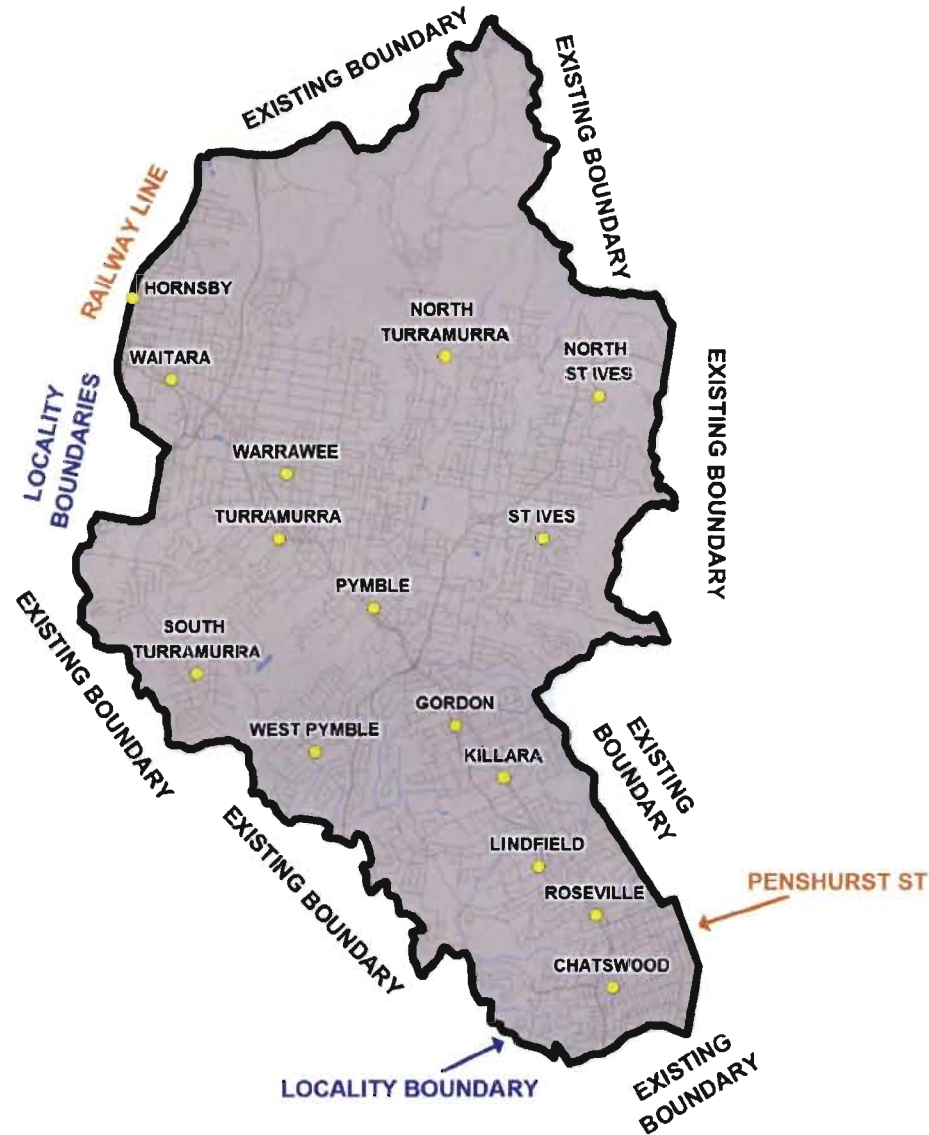 EXISTING BOUNDARY
EXISTING BOUNDARY
RAILWAY LINE
HORNSBY
NORTH
TURRAMURRA
WAITARA
NORTH
ST IVES
EXISTING BOUNDARY
LOCALITY
BOUNDARIES
WARRAWEE
TURRAMURRA
ST IVES
PYMBLE
EXISTING BOUNDARY
SOUTH
TURRAMURRA
GORDON
WEST PYMBLE
KILLARA
EXISTING
BOUNDARY
EXISTING BOUNDARY
LINDFIELD
ROSEVILLE
PENSHURST ST
CHATSWOOD
LOCALITY BOUNDARY
EXISTING
BOUNDARY